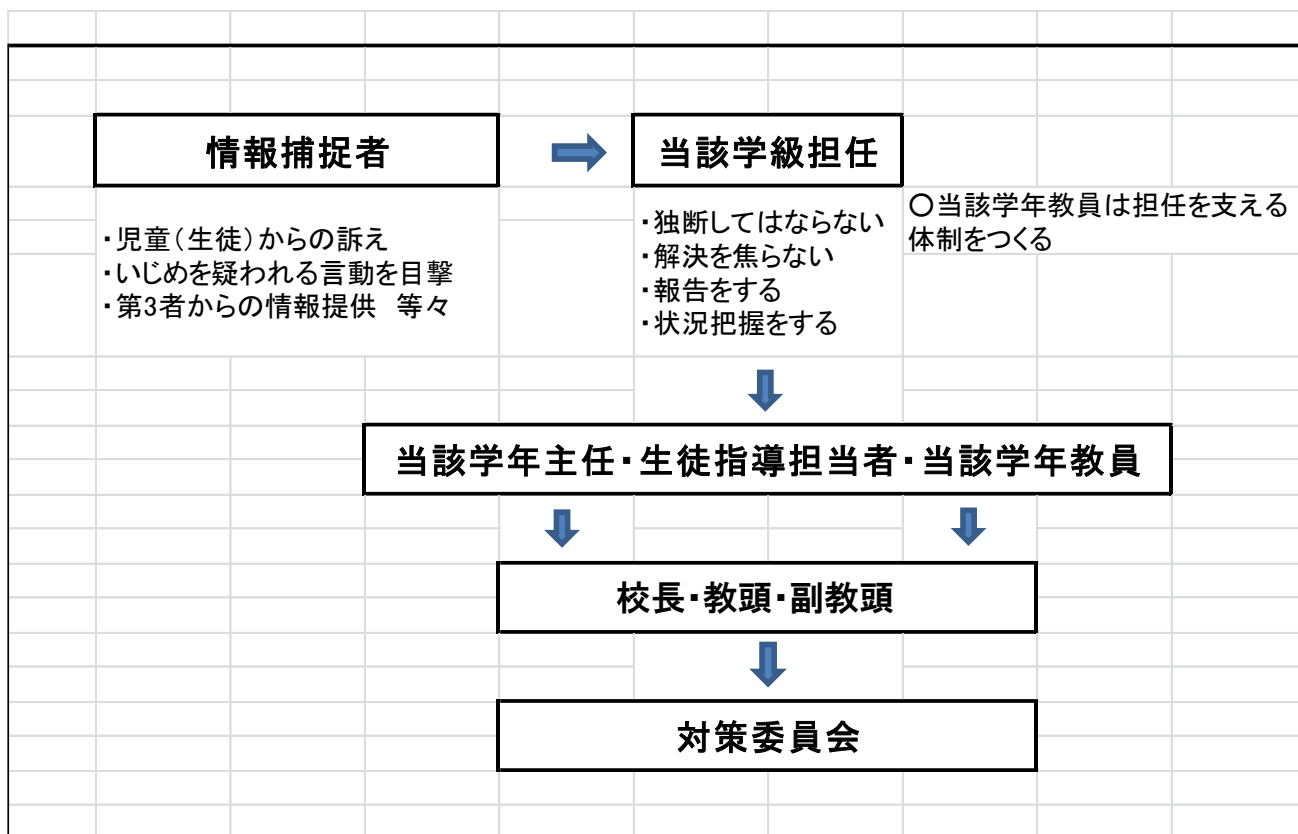 情報捕捉者
当該学級担任
・児童（生徒）からの訴え
・いじめを疑われる言動を目撃
・第3者からの情報提供　等々
・独断してはならない
・解決を焦らない
・報告をする
・状況把握をする
〇当該学年教員は担任を支える
体制をつくる
当該学年主任・生徒指導担当者・当該学年教員
校長・教頭・副教頭
対策委員会